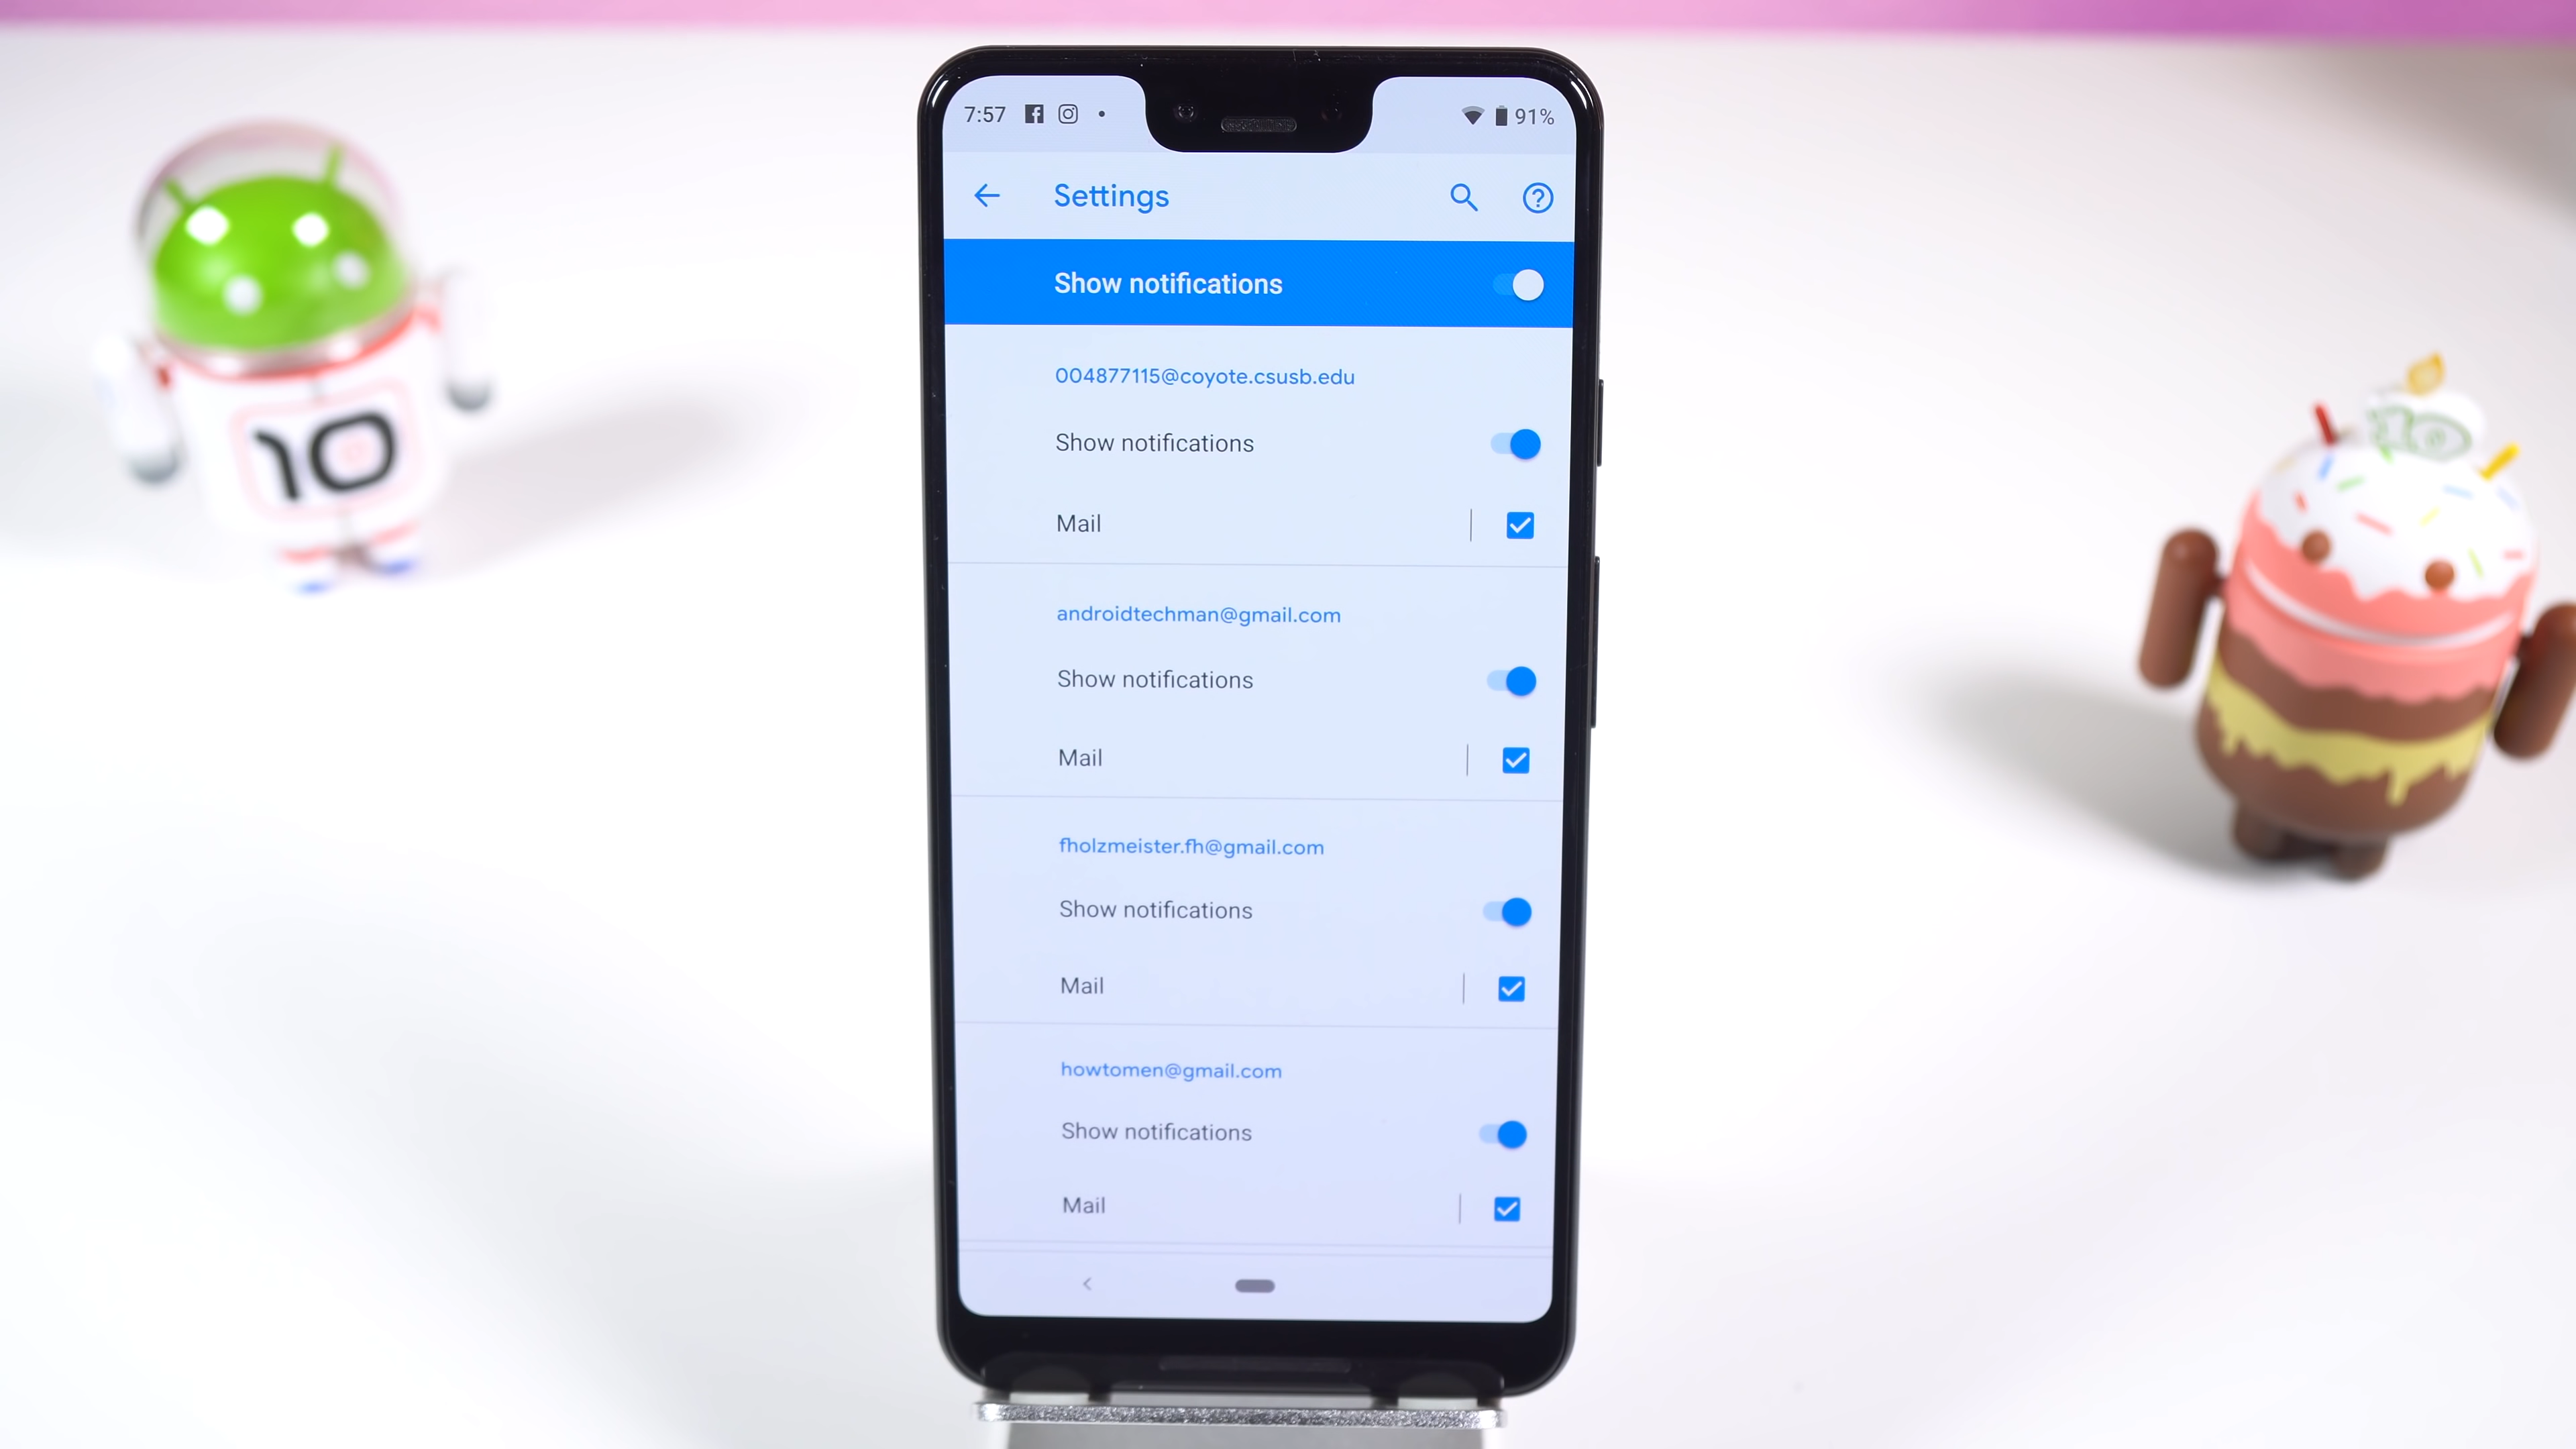 7:57
91%
Settings
Show notifications
004877115@coyote.csusb.edu
Show notifications
Mail
androidtechman@gmail.com
Show notifications
Mail
fholzmeister.fh@gmail.com
Show notifications
Mail
howtomen@gmail.com
Show notifications
Mail
10
10